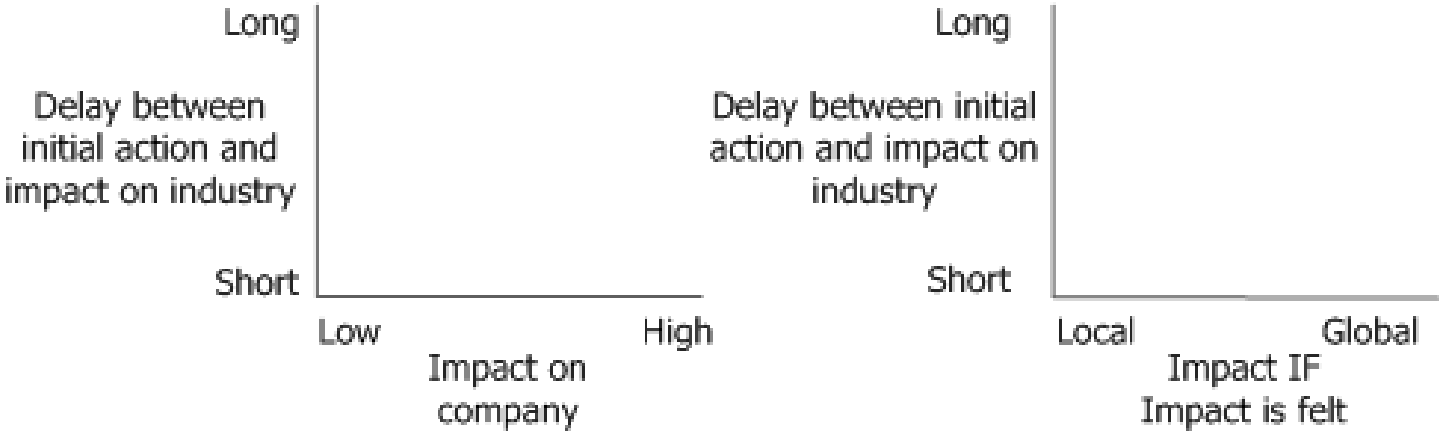 Long
Delay between
initial action and
impact on industry
Short
Low
High
Impact on
company
Long
Delay between initial
action and impact on
industry
Short
Local
Global
Impact IF
Impact is felt